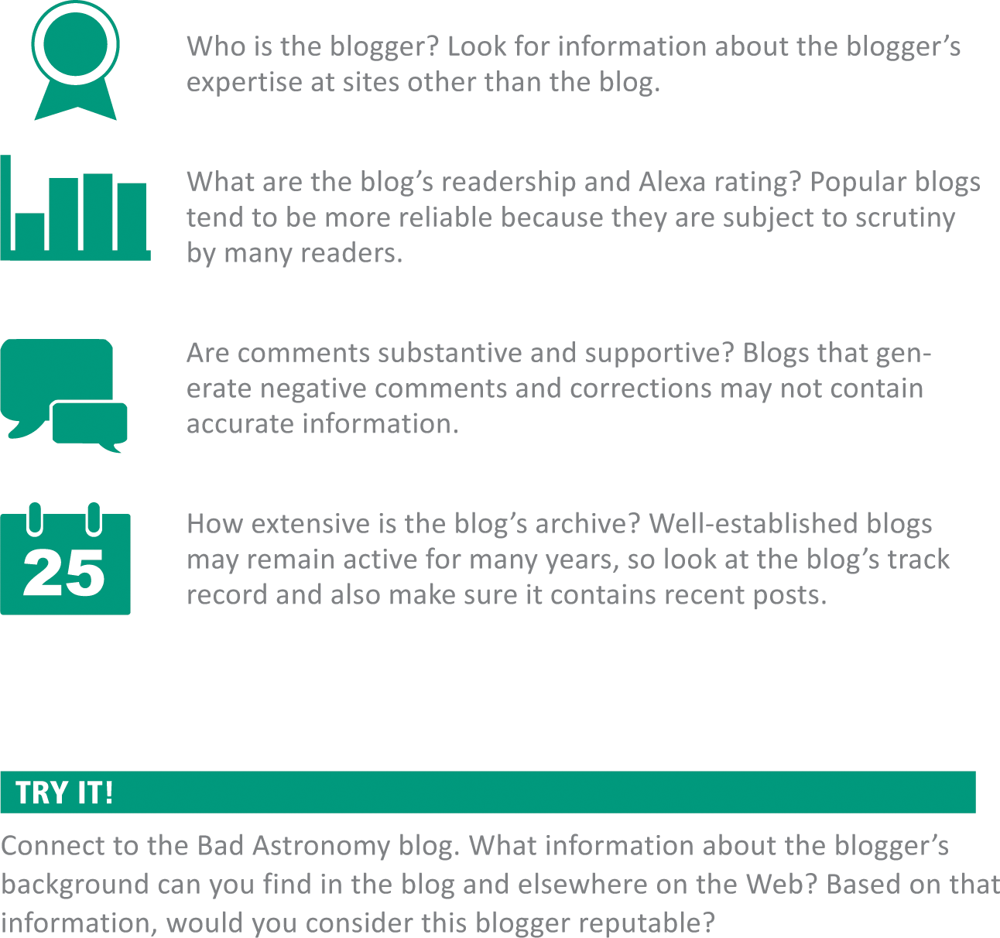 Who is the blogger? Look for information about the blogger’s
expertise at sites other than the blog.
What are the blog’s readership and Alexa rating? Popular blogs
tend to be more reliable because they are subject to scrutiny
by many readers.
Are comments substantive and supportive? Blogs that gen-
erate negative comments and corrections may not contain
accurate information.
25
How extensive is the blog’s archive? Well-established blogs
may remain active for many years, so look at the blog’s track
record and also make sure it contains recent posts.
TRY IT!
Connect to the Bad Astronomy blog. What information about the blogger’s
background can you find in the blog and elsewhere on the Web? Based on that
information, would you consider this blogger reputable?